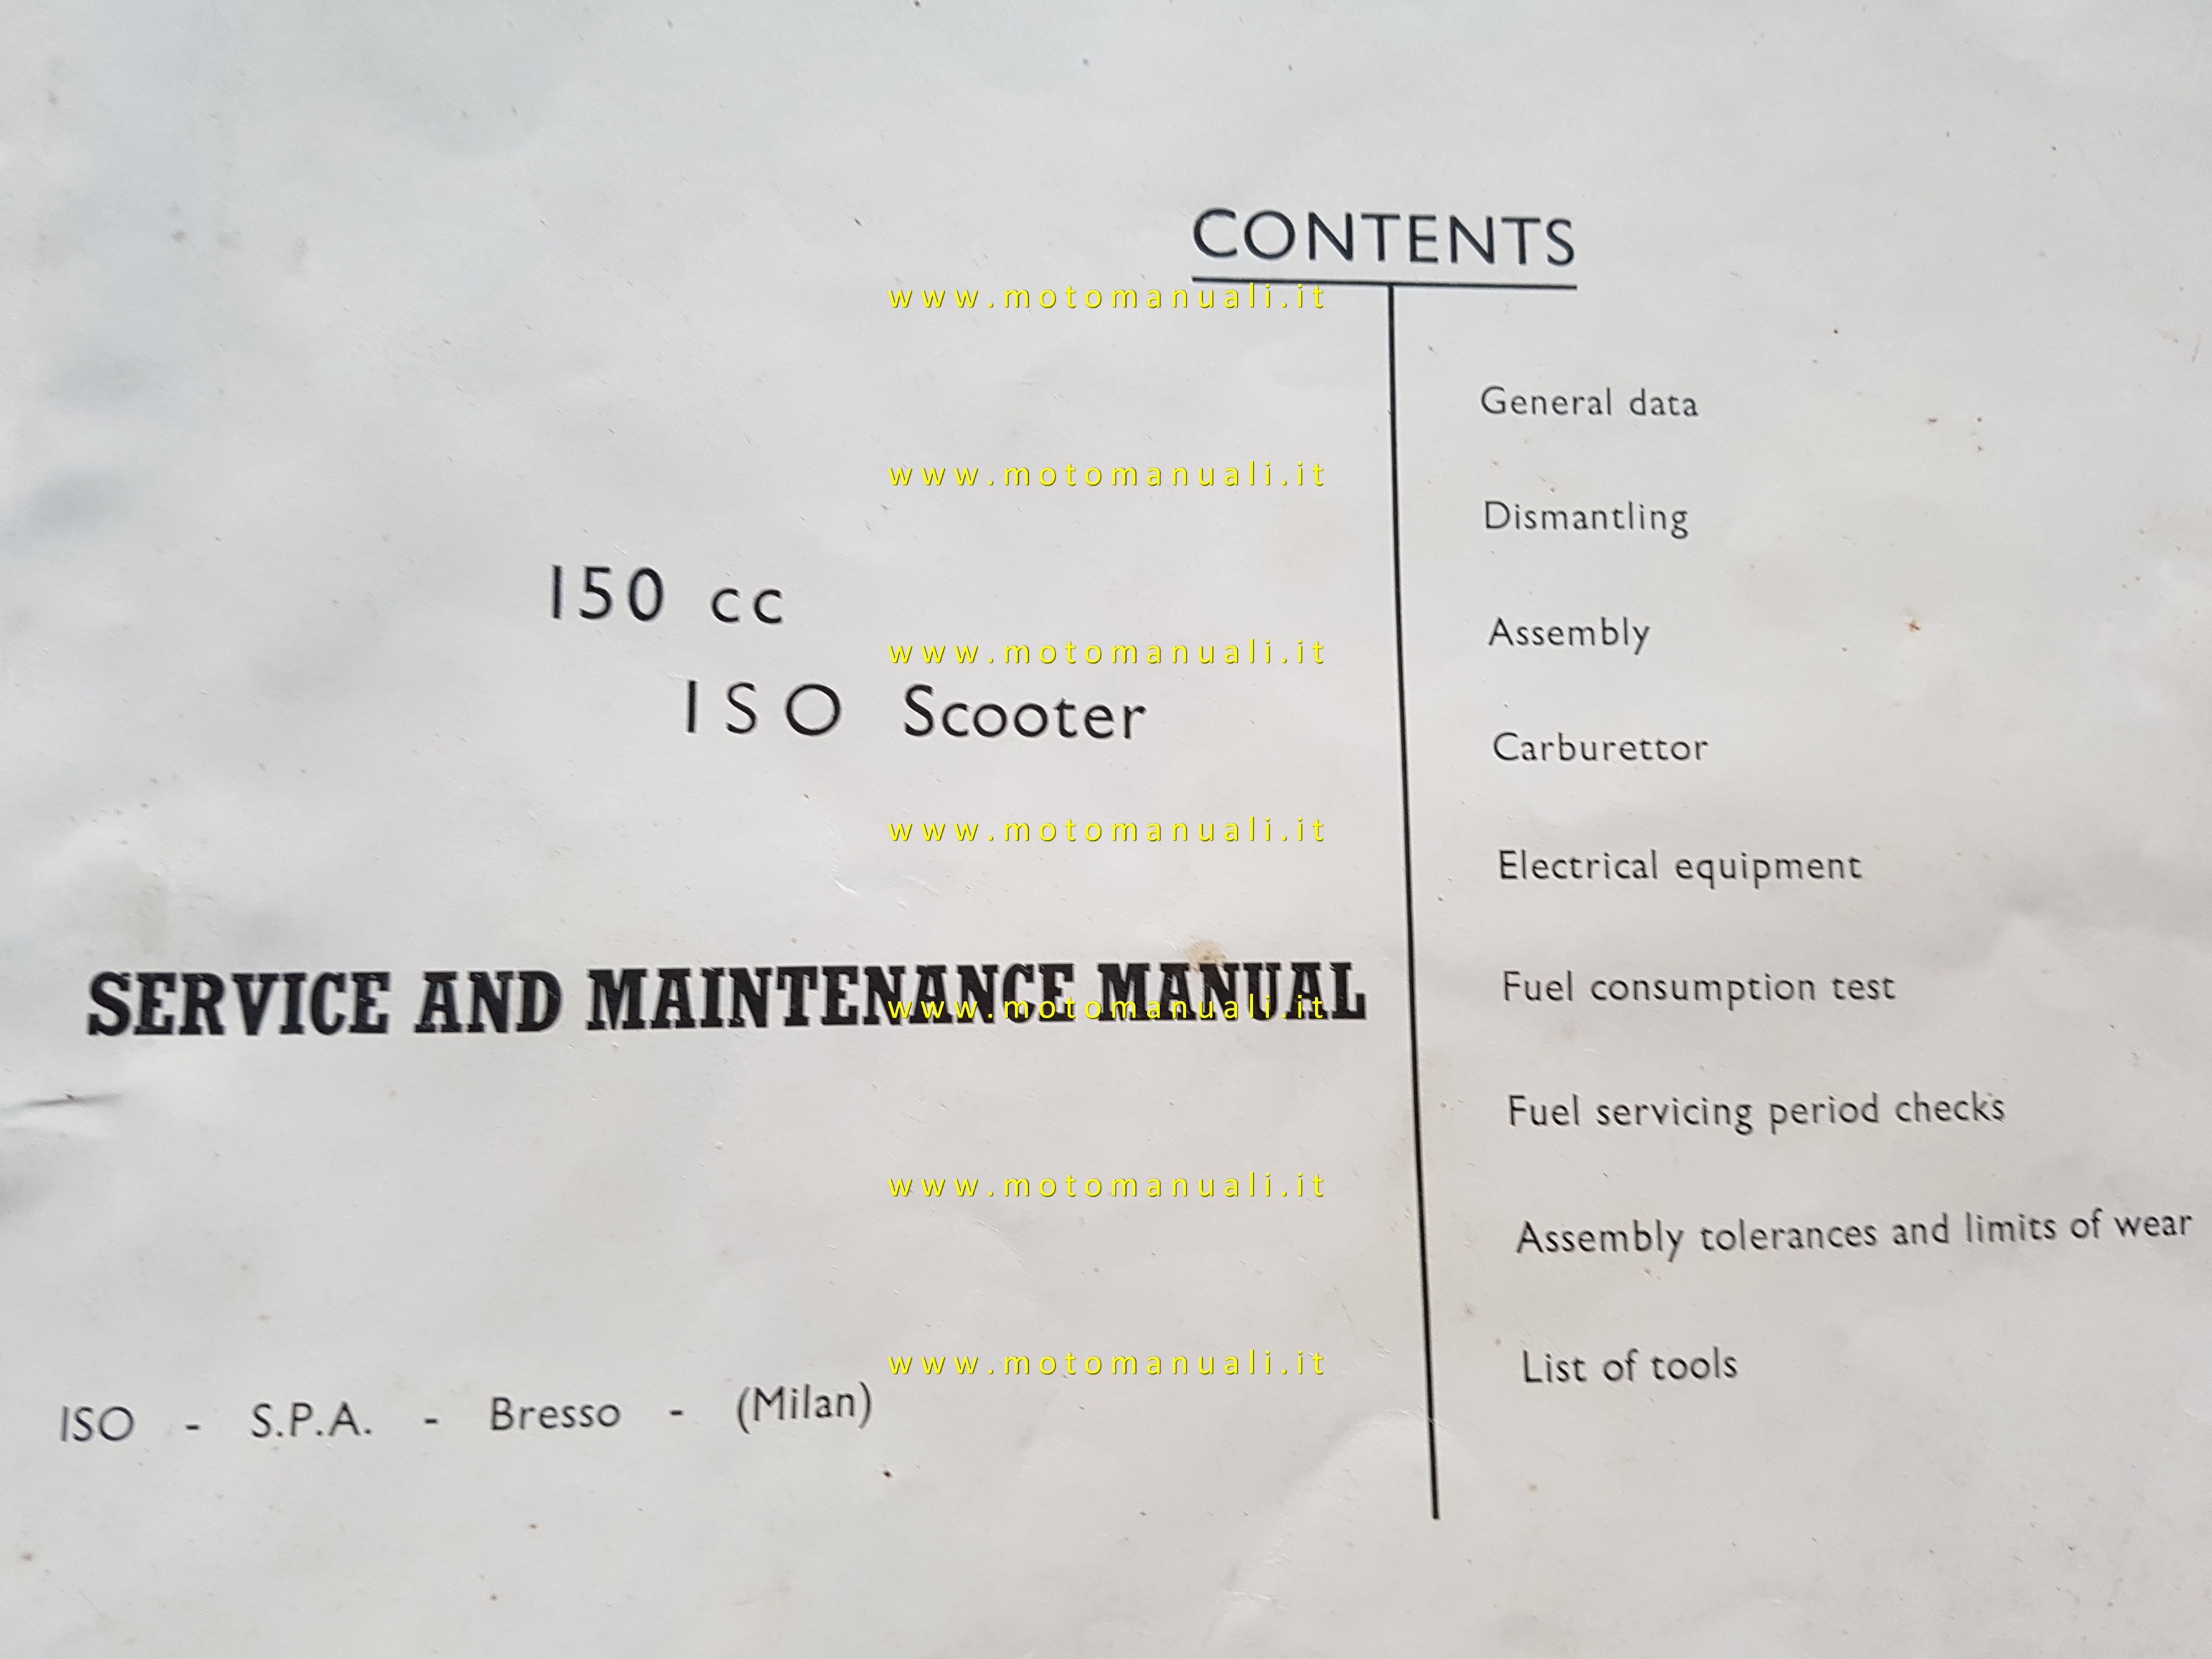 CONTENTS
www.motomanuali.it
General data
www.motomanuali.it
Dismantling
150 cc
Assembly
www.motomanuali.it
ISO Scooter
Carburettor
www.motomanuali.it
Electrical equipment
SERVICE AND MAINTENANCE MANUAL
www.motomanuali.it
Fuel consumption test
Fuel servicing period checks
www.motomanuali.it
Assembly tolerances and limits of wear
www.motomanuali.it
List of tools
ISO - S.P.A. - Bresso - (Milan)